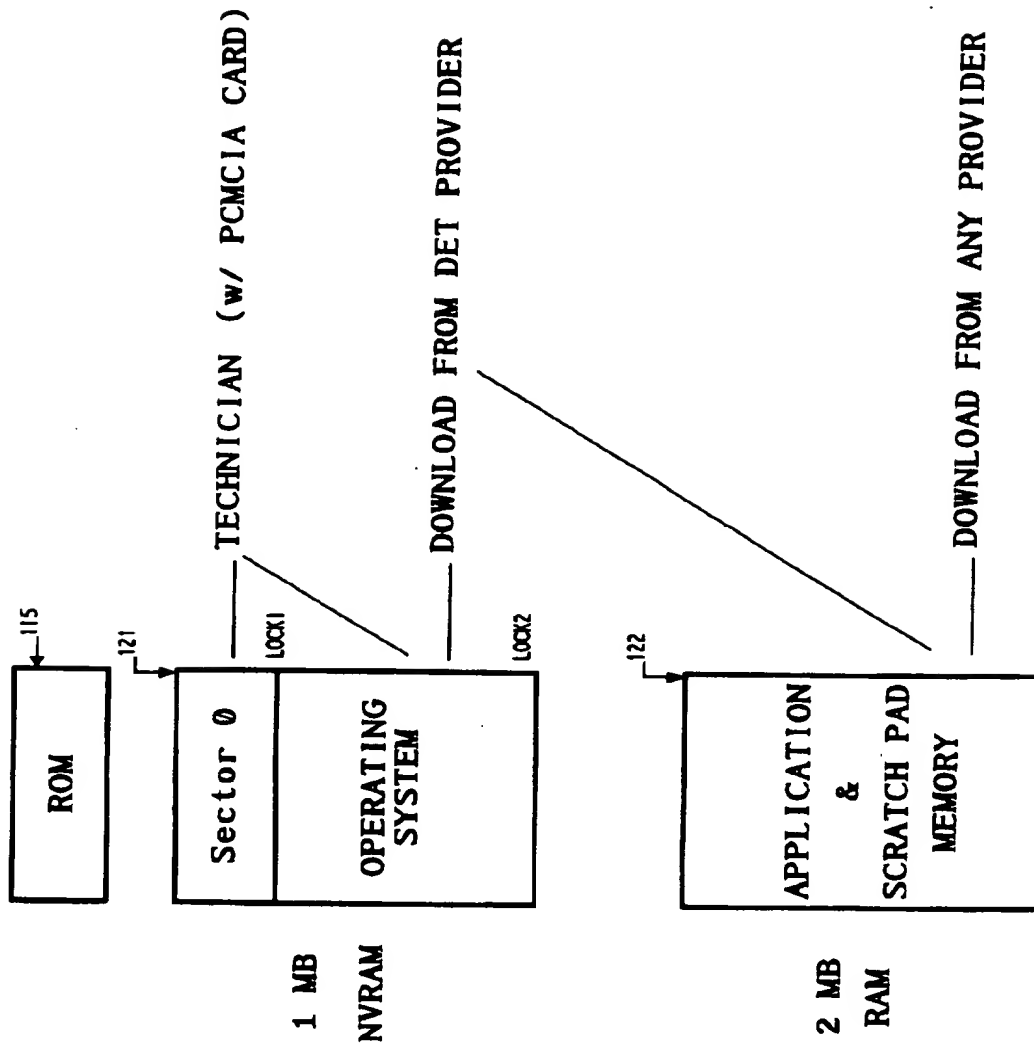 115
ROM
121
Sector 0
TECHNICIAN (w/ PCMCIA CARD)
LOCK1
1 MB
NVRAM
OPERATING
SYSTEM
DOWNLOAD FROM DET PROVIDER
LOCK2
122
2 MB
RAM
APPLICATION
&
SCRATCH PAD
MEMORY
DOWNLOAD FROM ANY PROVIDER